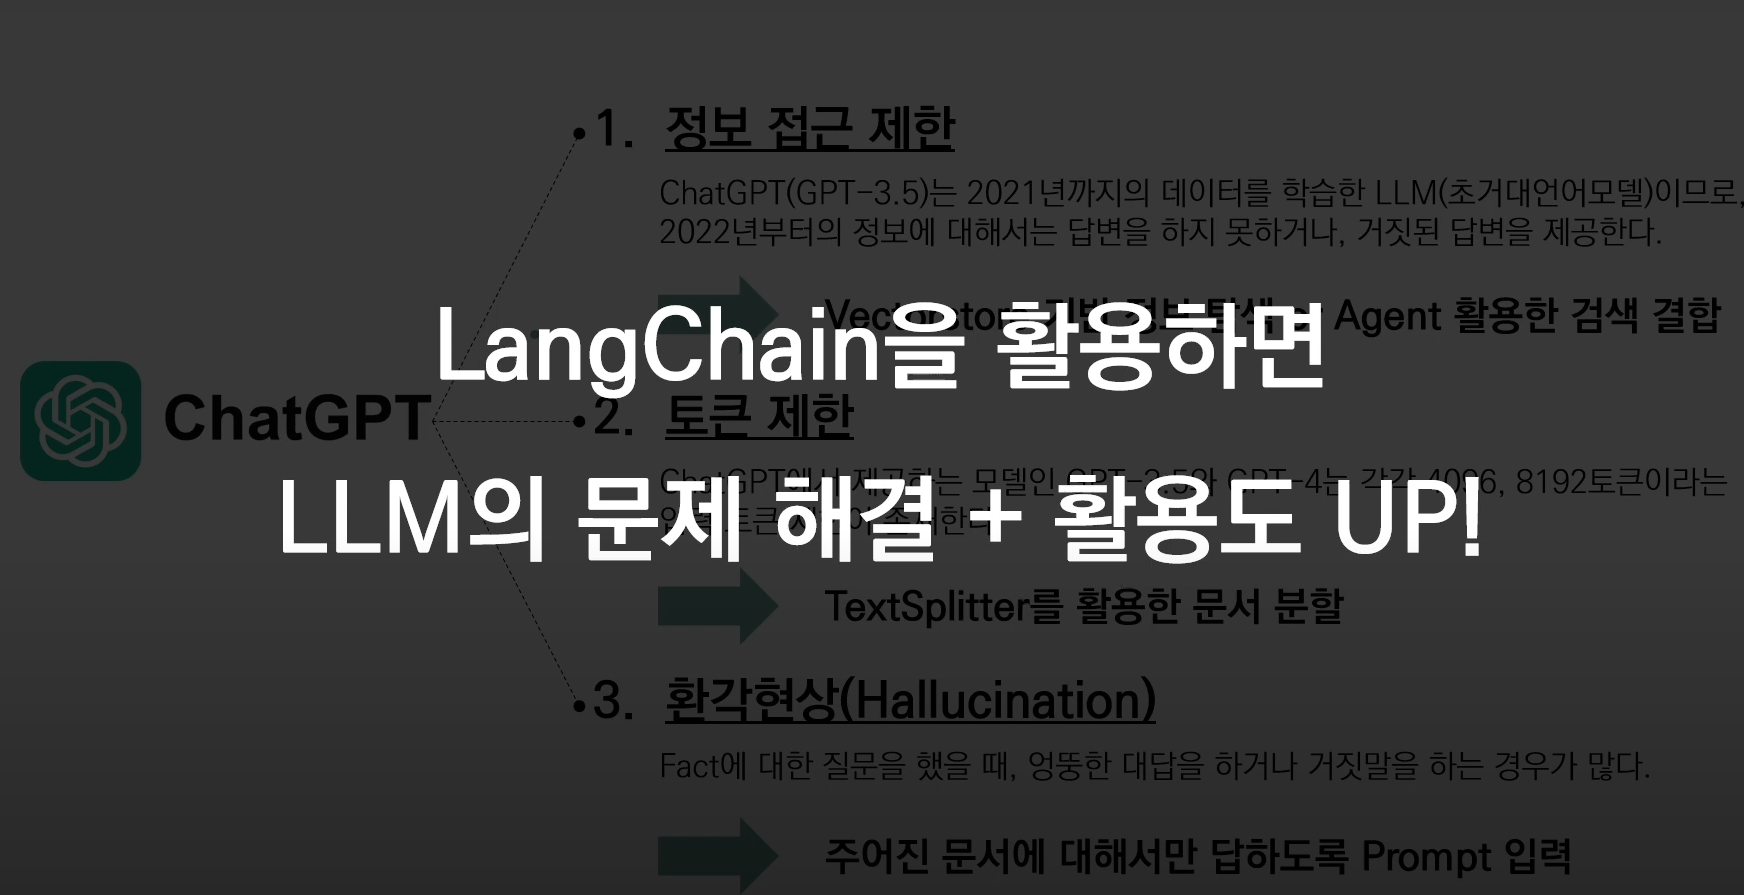 1. 정보 접근 제한
ChatGPT(GPT-3.5)는 2021년까지의 데이터를 학습한 LLM(초거대언어모델)이므로,
2022년부터의 정보에 대해서는 답변을 하지 못하거나, 거짓된 답변을 제공한다.
Agent 활용한 검색 결합
LangChain을 활용하면
ChatGPT
2. 토큰 제한
ChatGPT에서 제공하는 모델인 GPT-3.5와 GPT-4는 각각 4096, 8192토큰이라는
LLM의 문제 해결 + 활용도 UP!
TextSplitter를 활용한 문서 분할
3. 환각현상(Hallucination)
Fact에 대한 질문을 했을 때, 엉뚱한 대답을 하거나 거짓말을 하는 경우가 많다.
주어진 문서에 대해서만 답하도록 Prompt 입력